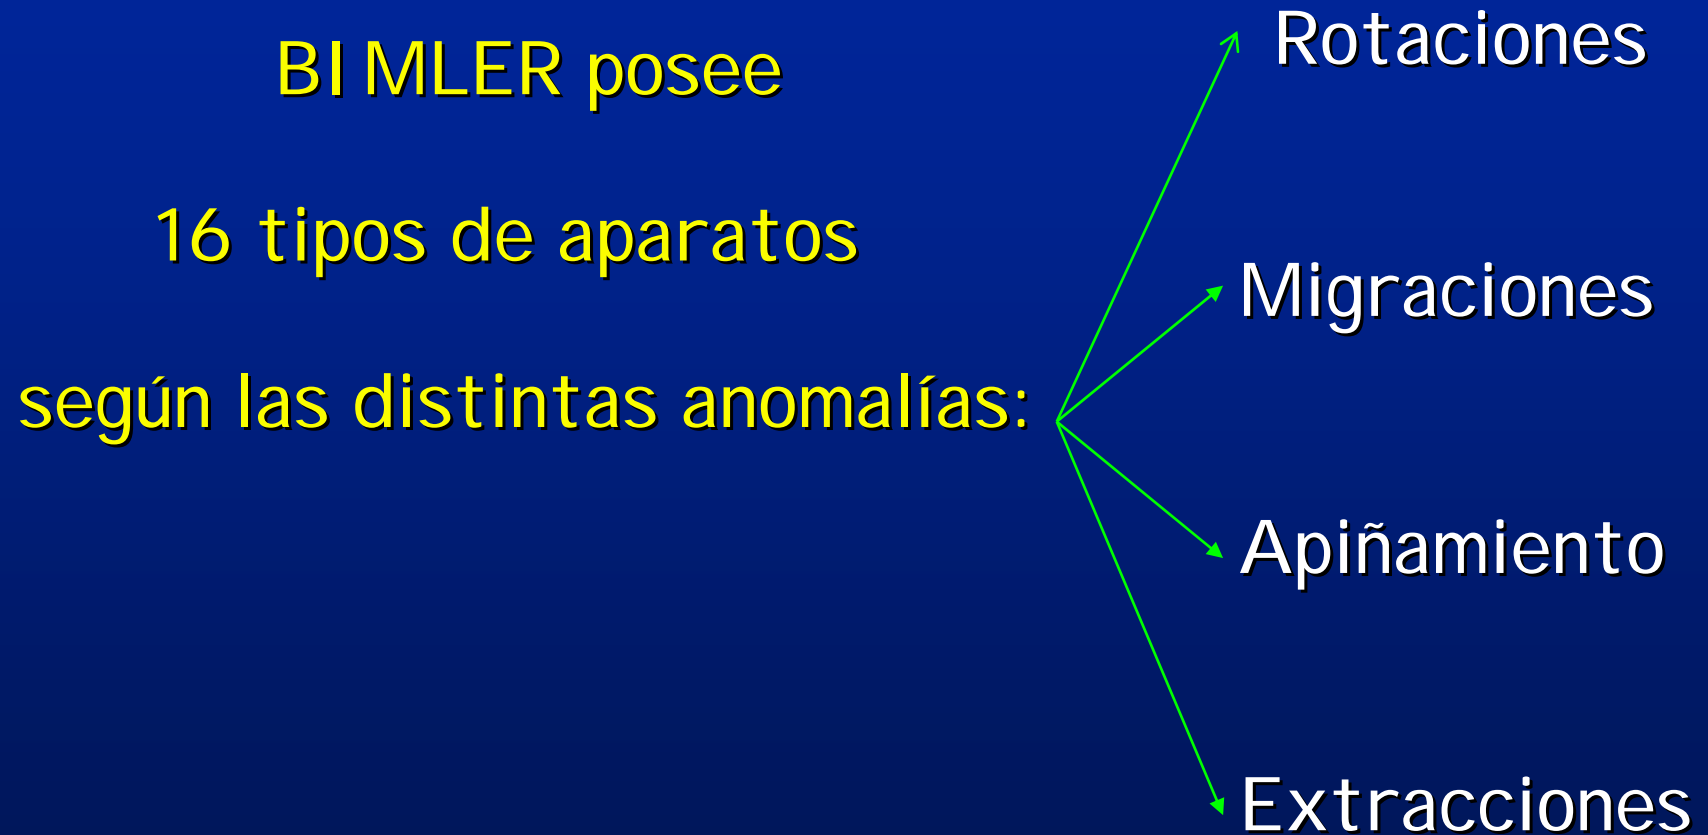 BIMLER posee
16 tipos de aparatos
según las distintas anomalías:
Rotaciones
Migraciones
Apiñamiento
Extracciones